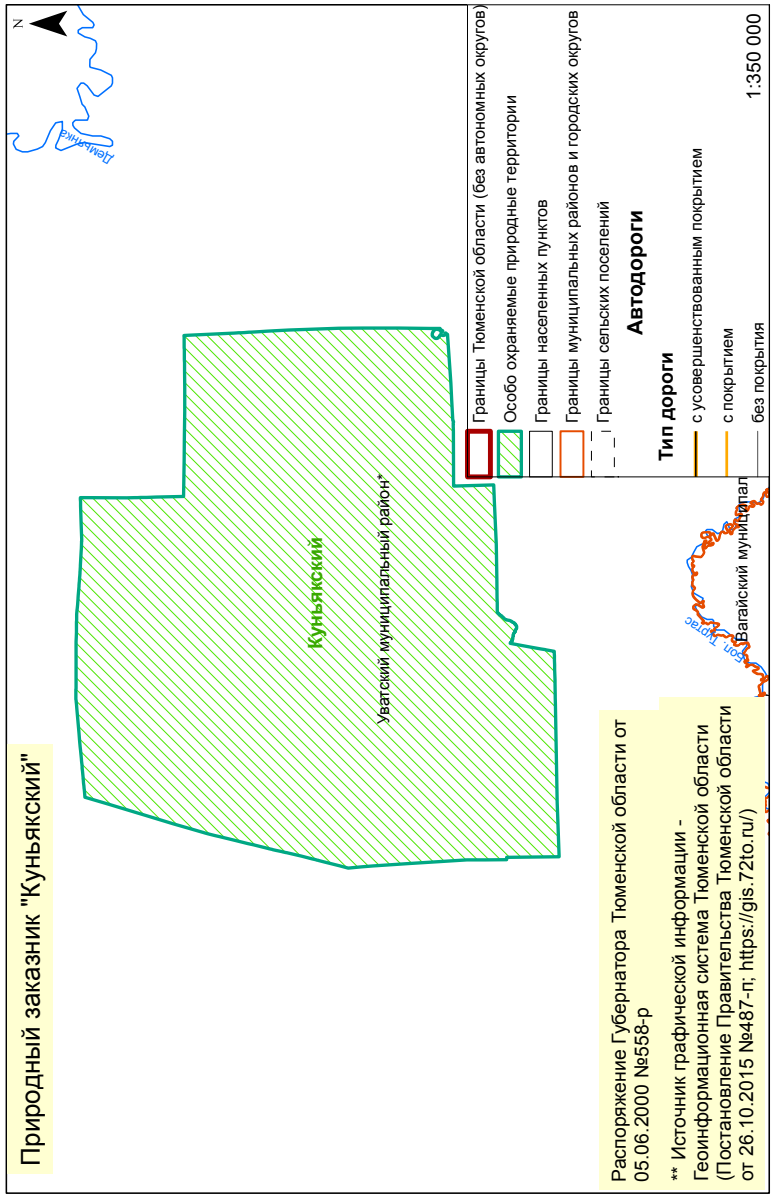 Природный заказник "Куньякский"
N
Демьянка
Куньякский
Уватский муниципальный район*
Бол. Туртас
Вагайский муниципал
Распоряжение Губернатора Тюменской области от
05.06.2000 №558-р
** Источник графической информации -
Геоинформационная система Тюменской области
(Постановление Правительства Тюменской области
от 26.10.2015 №487-п; https://gis.72to.ru/)
Границы Тюменской области (без автономных округов)
Особо охраняемые природные территории
Границы населенных пунктов
Границы муниципальных районов и городских округов
Границы сельских поселений
Автодороги
Тип дороги
с усовершенствованным покрытием
с покрытием
без покрытия
1:350 000